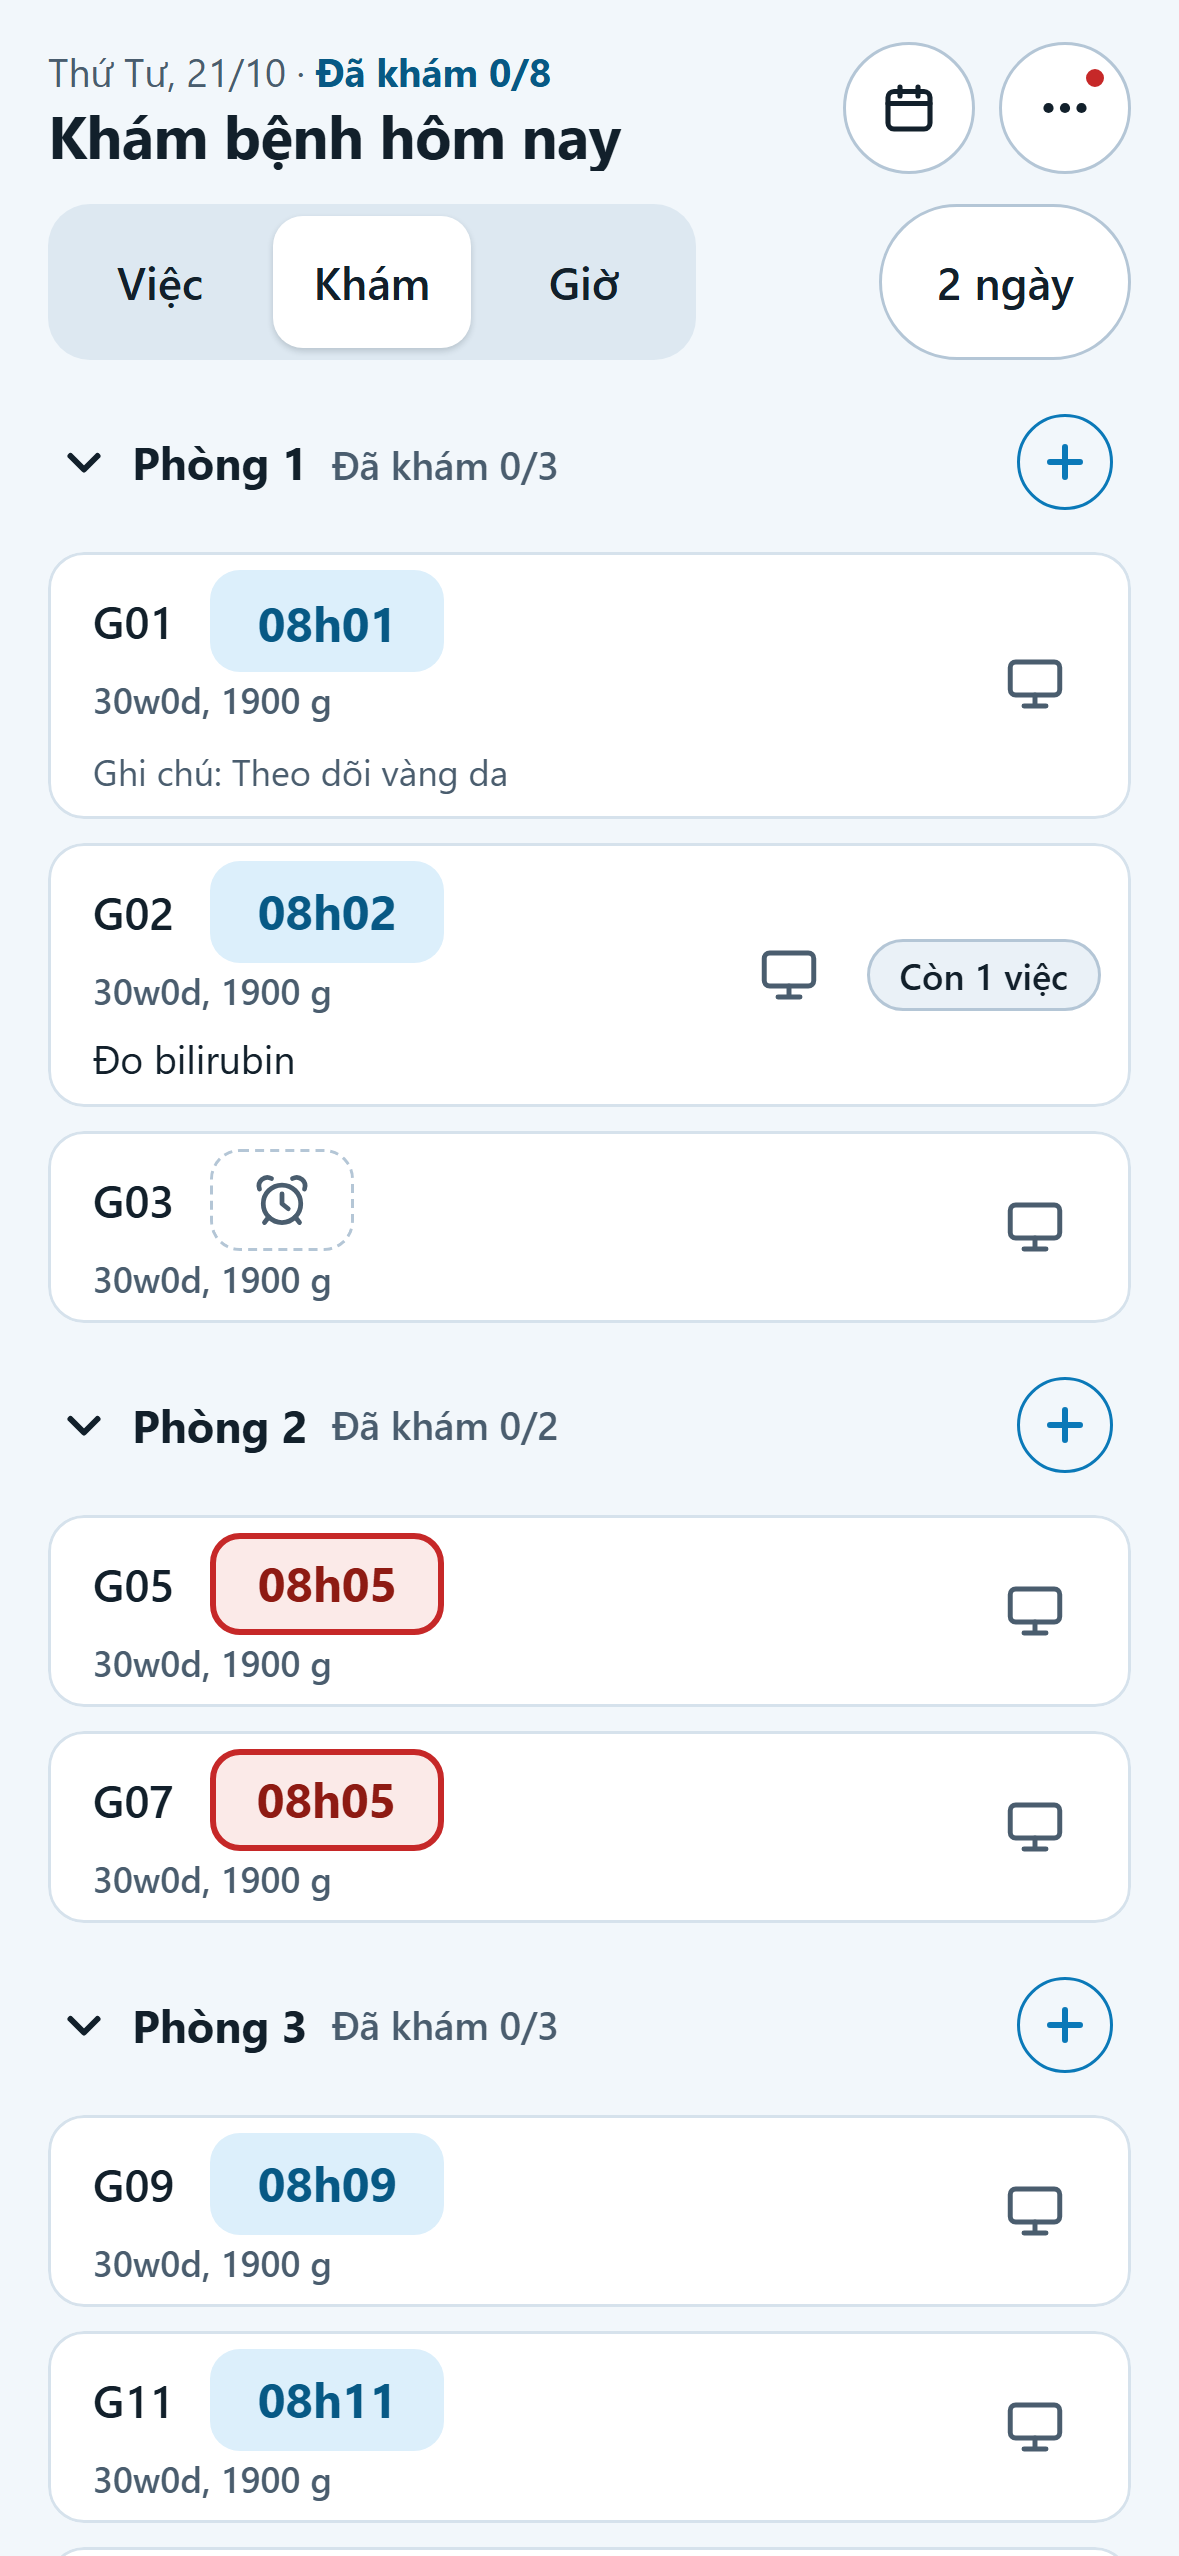 Thứ Tư, 21/10 · Đã khám 0/8
Khám bệnh hôm nay
Việc
Khám
Giờ
2 ngày
Phòng 1 Đã khám 0/3
G01 08h01
30w0d, 1900 g
Ghi chú: Theo dõi vàng da
G02 08h02
30w0d, 1900 g
Còn 1 việc
Đo bilirubin
G03
30w0d, 1900 g
Phòng 2 Đã khám 0/2
G05 08h05
30w0d, 1900 g
G07 08h05
30w0d, 1900 g
Phòng 3 Đã khám 0/3
G09 08h09
30w0d, 1900 g
G11 08h11
30w0d, 1900 g